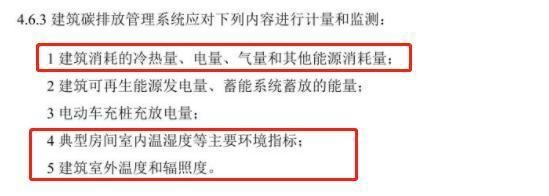 4.6.3 建筑碳排放管理系统应对下列内容进行计量和监测:
1 建筑消耗的冷热量、电量、气量和其他能源消耗量;
2 建筑可再生能源发电量、蓄能系统蓄放的能量;
3 电动车充桩充放电量;
4 典型房间室内温湿度等主要环境指标;
5 建筑室外温度和辐照度。